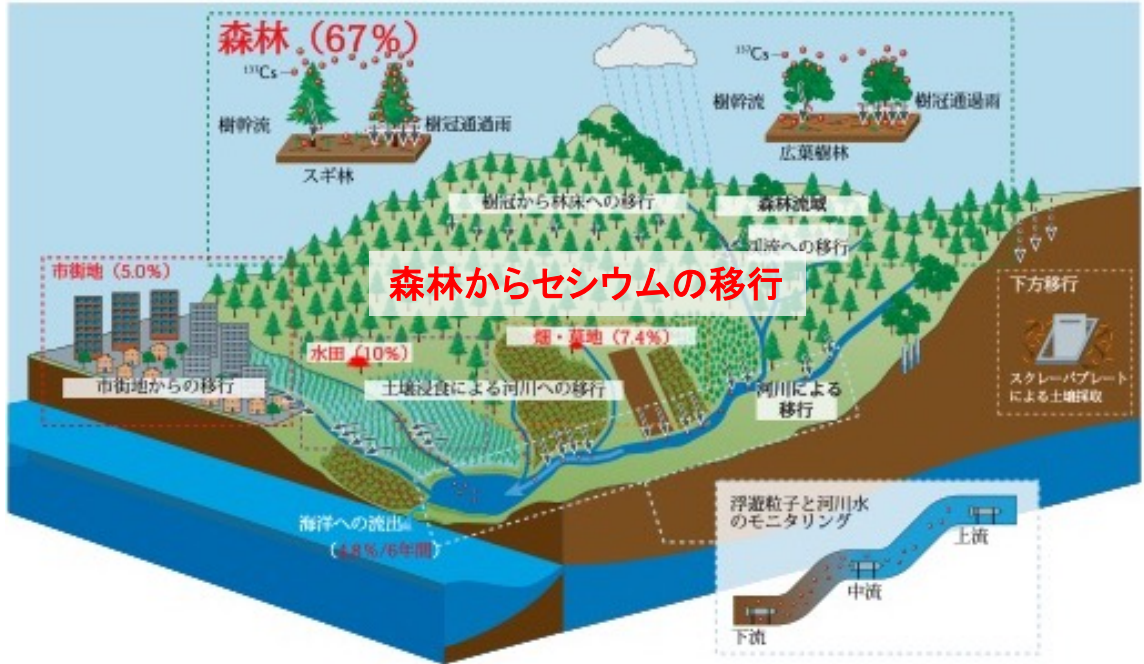 森林（67%）
¹³⁷Cs
樹幹流
樹冠通過雨
スギ林
¹³⁷Cs
樹幹流
樹冠通過雨
広葉樹林
樹冠から林床への移行
森林流域
渓流への移行
森林からセシウムの移行
市街地（5.0%）
市街地からの移行
水田（10%）
畑・草地（7.4%）
土壌浸食による河川への移行
河川による
移行
下方移行
スクレーパプレート
による土壌採取
海洋への流出
/6年間）
浮遊粒子と河川水
のモニタリング
上流
中流
下流